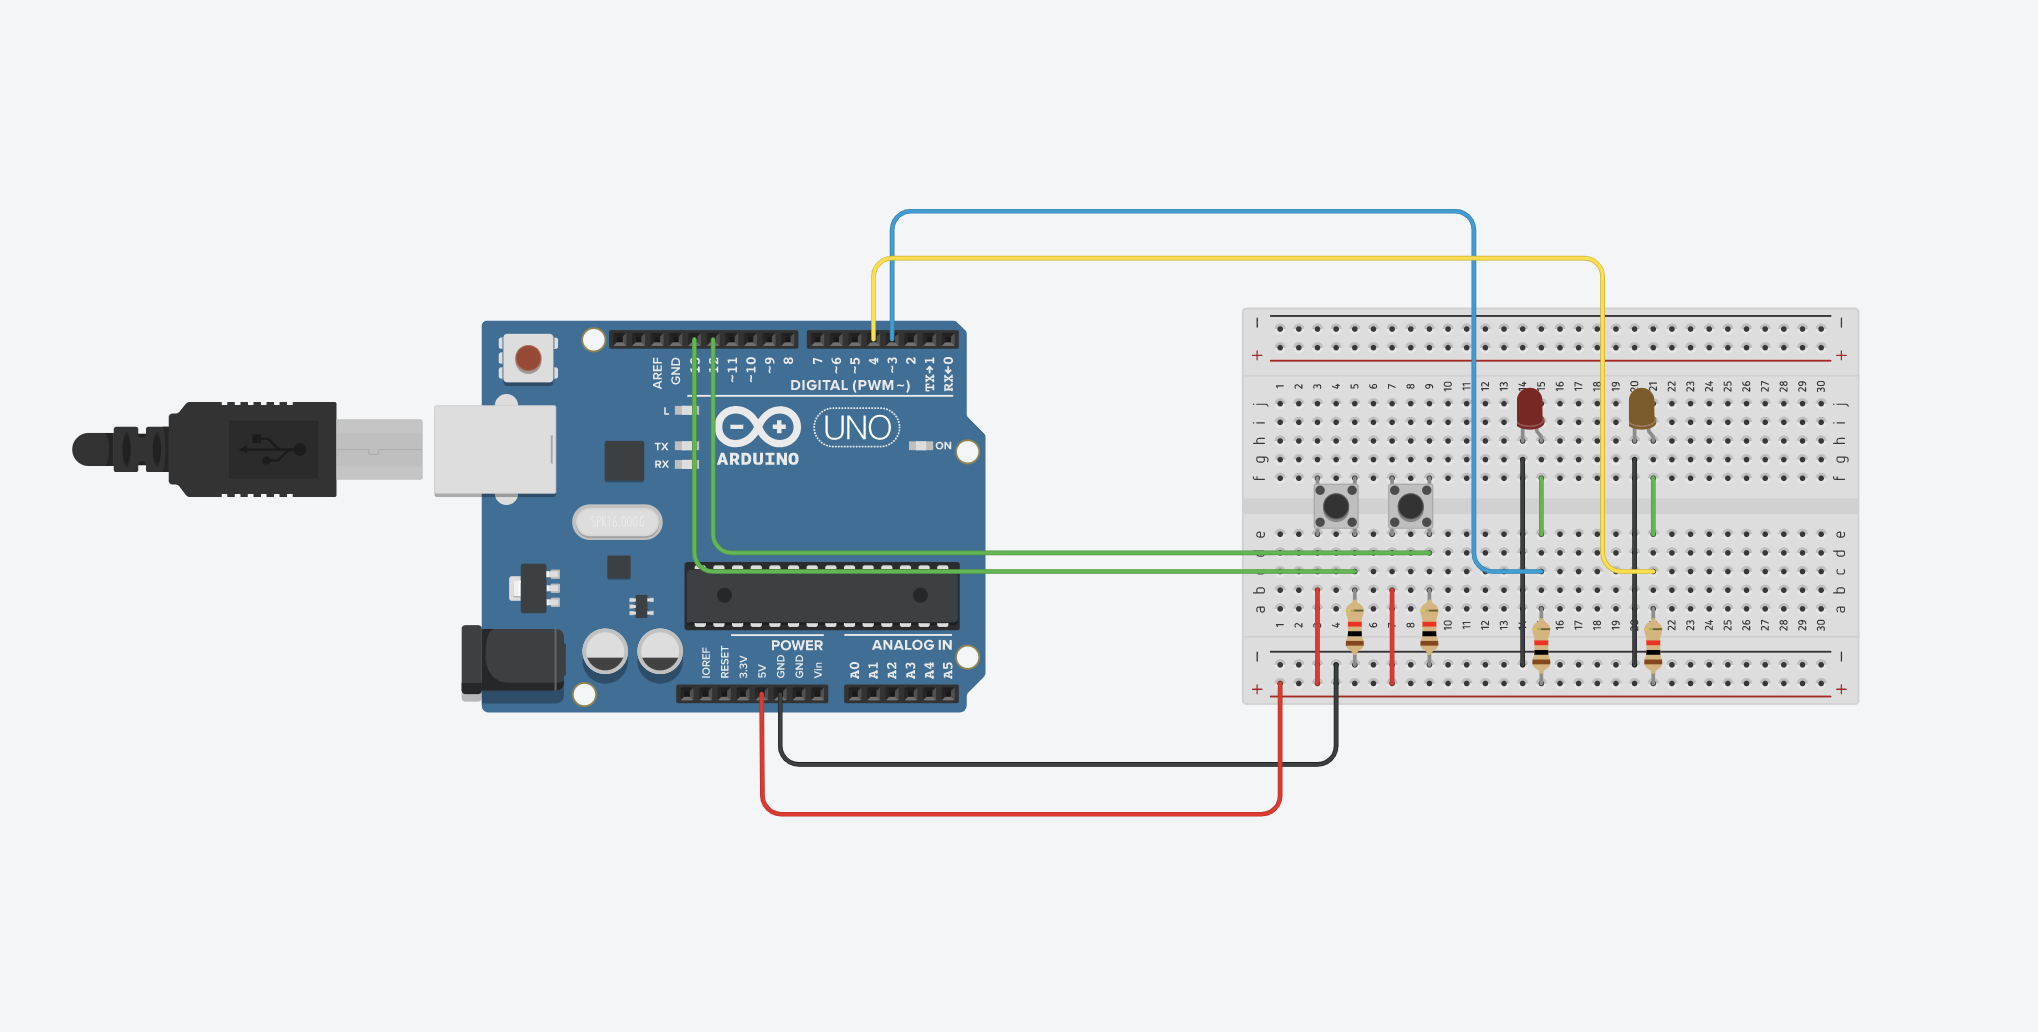 AREF
GND
13
12
~11
~10
~9
8
7
~6
~5
4
~3
2
TX→1
RX←0
DIGITAL (PWM~)
L
TX
RX
ARDUINO
UNO
ON
SPK16.000G
POWER
ANALOG IN
IOREF
RESET
3.3V
5V
GND
GND
Vin
A0
A1
A2
A3
A4
A5
− −
+ +
1 2 3 4 5 6 7 8 9 10 11 12 13 14 15 16 17 18 19 20 21 22 23 24 25 26 27 28 29 30
j j
i i
h h
g g
f f
e e
d d
c c
b b
a a
1 2 3 4 5 6 7 8 9 10 11 12 13 14 15 16 17 18 19 20 21 22 23 24 25 26 27 28 29 30
− −
+ +